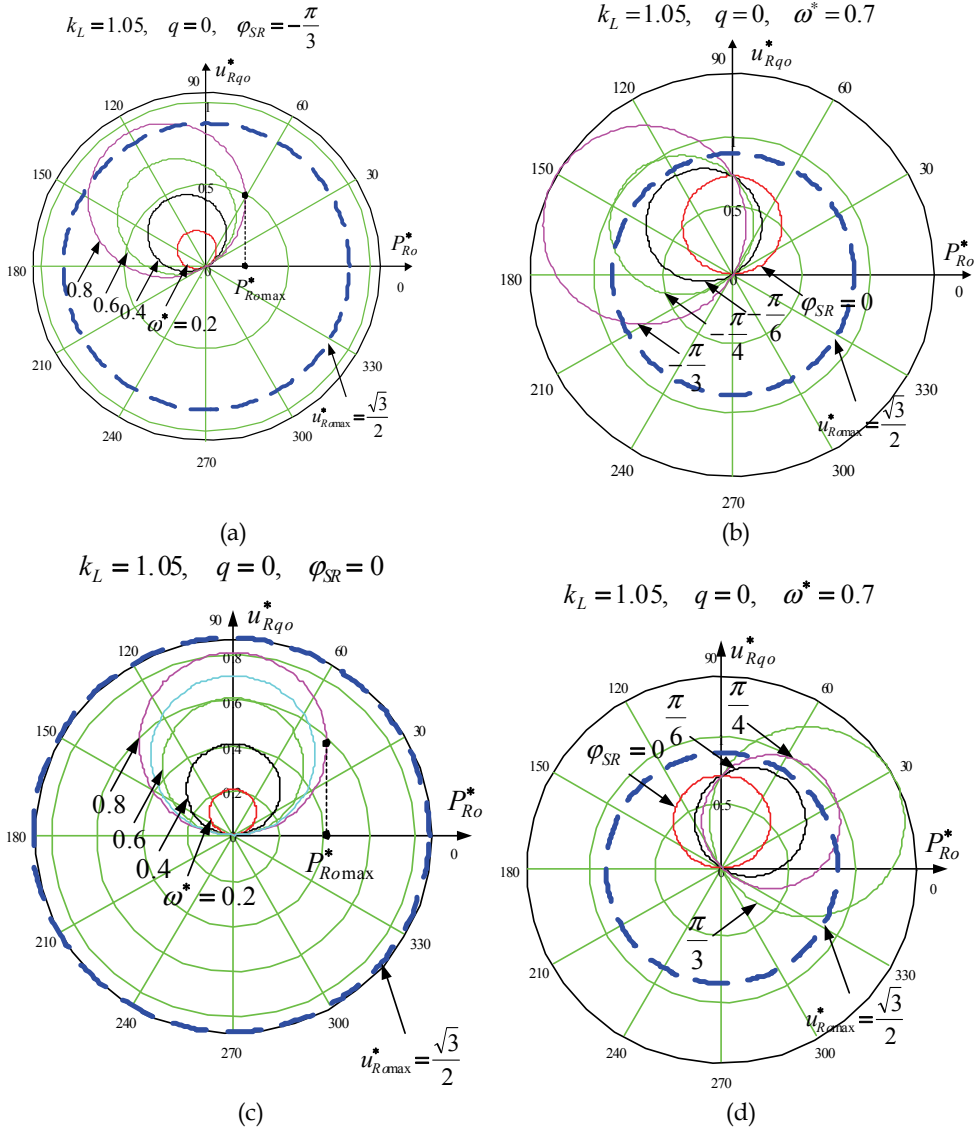 k_L = 1.05, q=0, φ_SR = −π/3
u*_Rqo
90
120
60
1
150
0.5
30
P*_Ro
180
0
0
0.8
0.6
0.4
ω* = 0.2
P*_Romax
210
330
240
300
u*_Romax = √3/2
270
(a)
k_L = 1.05, q=0, ω* = 0.7
90
u*_Rqo
120
60
1
150
0.5
30
P*_Ro
180
0
0
φ_SR = 0
−π/6
−π/4
−π/3
210
330
u*_Romax = √3/2
240
300
270
(b)
k_L = 1.05, q=0, φ_SR = 0
90
u*_Rqo
120
60
0.8
0.6
150
30
0.4
0.2
P*_Ro
180
0
0
0.8
0.6
0.4
ω* = 0.2
P*_Romax
210
330
240
300
270
u*_Romax = √3/2
(c)
k_L = 1.05, q=0, ω* = 0.7
90
u*_Rqo
120
60
π/6
π/4
φ_SR = 0
1
150
30
0.5
P*_Ro
180
0
0
π/3
210
330
u*_Romax = √3/2
240
300
270
(d)